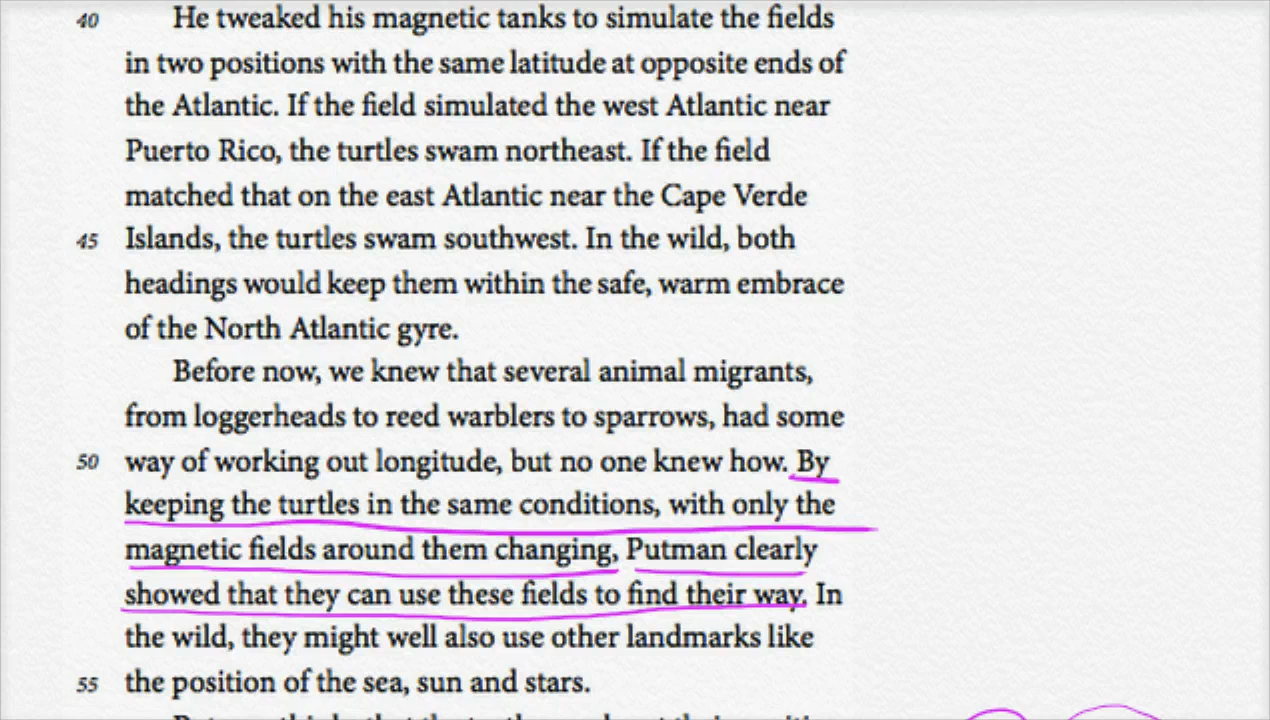 40 He tweaked his magnetic tanks to simulate the fields
in two positions with the same latitude at opposite ends of
the Atlantic. If the field simulated the west Atlantic near
Puerto Rico, the turtles swam northeast. If the field
matched that on the east Atlantic near the Cape Verde
45 Islands, the turtles swam southwest. In the wild, both
headings would keep them within the safe, warm embrace
of the North Atlantic gyre.
Before now, we knew that several animal migrants,
from loggerheads to reed warblers to sparrows, had some
50 way of working out longitude, but no one knew how. By
keeping the turtles in the same conditions, with only the
magnetic fields around them changing, Putman clearly
showed that they can use these fields to find their way. In
the wild, they might well also use other landmarks like
55 the position of the sea, sun and stars.